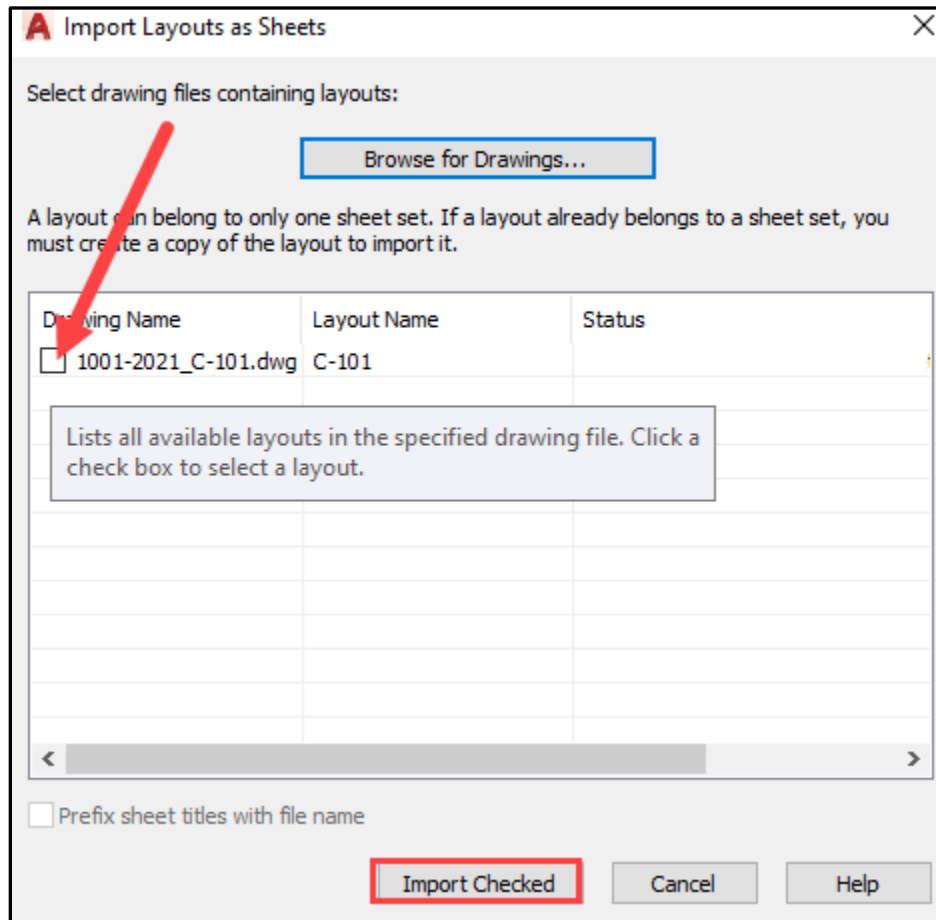 Import Layouts as Sheets
Select drawing files containing layouts:
Browse for Drawings...
A layout can belong to only one sheet set. If a layout already belongs to a sheet set, you
must create a copy of the layout to import it.
Drawing Name Layout Name Status
1001-2021_C-101.dwg C-101
Lists all available layouts in the specified drawing file. Click a
check box to select a layout.
Prefix sheet titles with file name
Import Checked Cancel Help